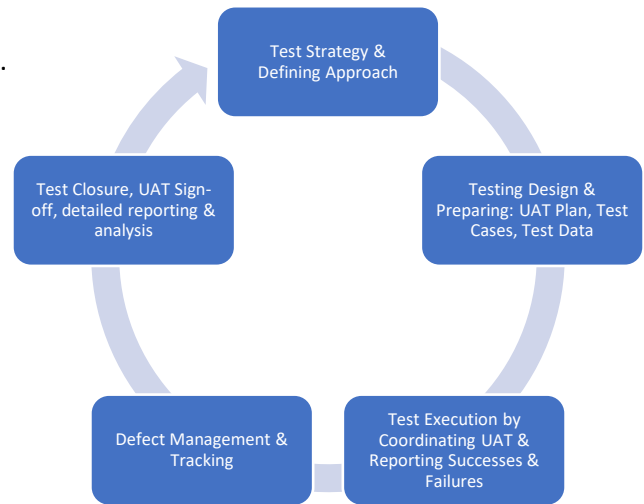 .
Test Strategy &
Defining Approach
Testing Design &
Preparing: UAT Plan, Test
Cases, Test Data
Test Execution by
Coordinating UAT &
Reporting Successes &
Failures
Defect Management &
Tracking
Test Closure, UAT Sign-
off, detailed reporting &
analysis